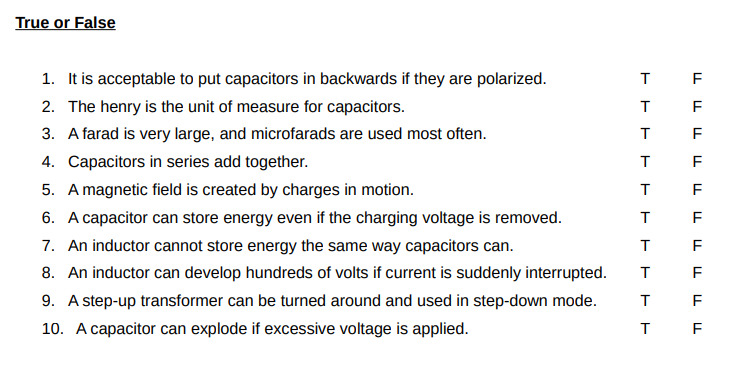 True or False
1. It is acceptable to put capacitors in backwards if they are polarized. T F
2. The henry is the unit of measure for capacitors. T F
3. A farad is very large, and microfarads are used most often. T F
4. Capacitors in series add together. T F
5. A magnetic field is created by charges in motion. T F
6. A capacitor can store energy even if the charging voltage is removed. T F
7. An inductor cannot store energy the same way capacitors can. T F
8. An inductor can develop hundreds of volts if current is suddenly interrupted. T F
9. A step-up transformer can be turned around and used in step-down mode. T F
10. A capacitor can explode if excessive voltage is applied. T F